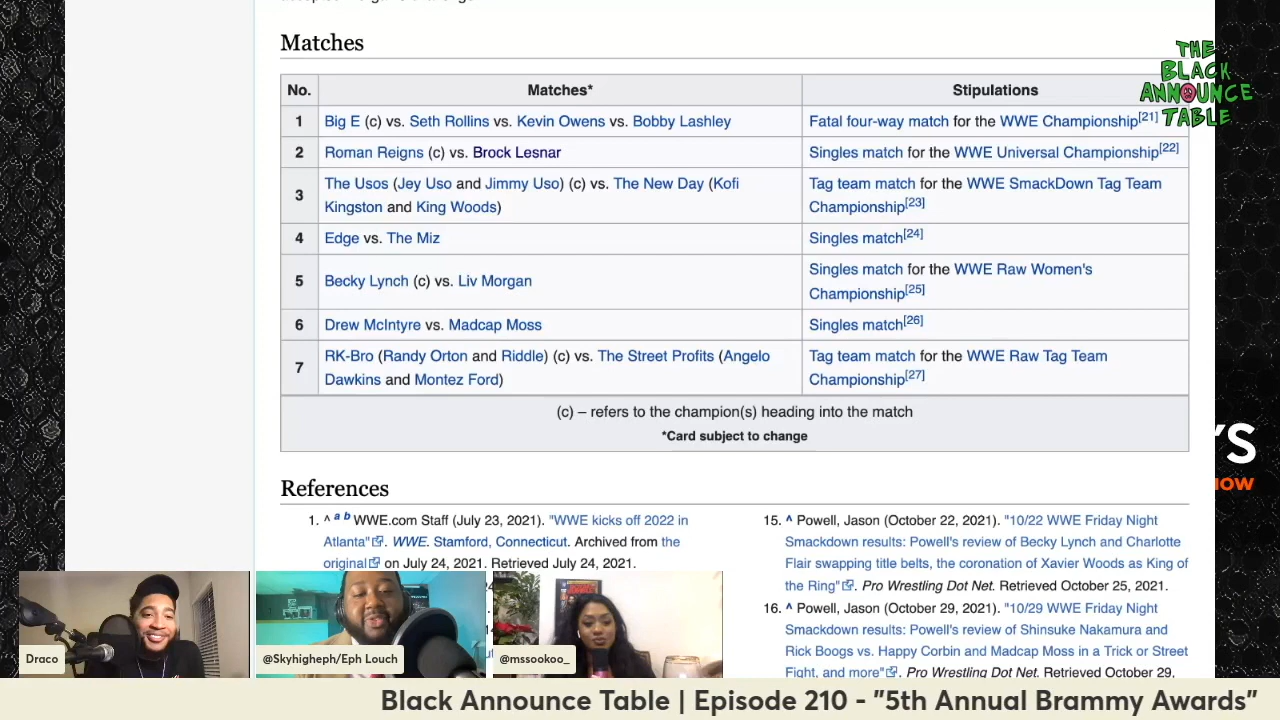 Matches
No. Matches* Stipulations
1 Big E (c) vs. Seth Rollins vs. Kevin Owens vs. Bobby Lashley Fatal four-way match for the WWE Championship[21]
2 Roman Reigns (c) vs. Brock Lesnar Singles match for the WWE Universal Championship[22]
3 The Usos (Jey Uso and Jimmy Uso) (c) vs. The New Day (Kofi
Kingston and King Woods)
Tag team match for the WWE SmackDown Tag Team
Championship[23]
4 Edge vs. The Miz Singles match[24]
5 Becky Lynch (c) vs. Liv Morgan
Singles match for the WWE Raw Women's
Championship[25]
6 Drew McIntyre vs. Madcap Moss Singles match[26]
7 RK-Bro (Randy Orton and Riddle) (c) vs. The Street Profits (Angelo
Dawkins and Montez Ford)
Tag team match for the WWE Raw Tag Team
Championship[27]
(c) – refers to the champion(s) heading into the match
*Card subject to change
References
1. ^ a b WWE.com Staff (July 23, 2021). "WWE kicks off 2022 in
Atlanta". WWE. Stamford, Connecticut. Archived from the
original on July 24, 2021. Retrieved July 24, 2021.
15. ^ Powell, Jason (October 22, 2021). "10/22 WWE Friday Night
Smackdown results: Powell's review of Becky Lynch and Charlotte
Flair swapping title belts, the coronation of Xavier Woods as King of
the Ring". Pro Wrestling Dot Net. Retrieved October 25, 2021.
16. ^ Powell, Jason (October 29, 2021). "10/29 WWE Friday Night
Smackdown results: Powell's review of Shinsuke Nakamura and
Rick Boogs vs. Happy Corbin and Madcap Moss in a Trick or Street
Fight, and more". Pro Wrestling Dot Net. Retrieved October 29,
THE
BLACK
ANNOUNCE
TABLE
'S
Draco
@Skyhigheph/Eph Louch
@mssookoo_
Black Announce Table | Episode 210 - "5th Annual Brammy Awards"